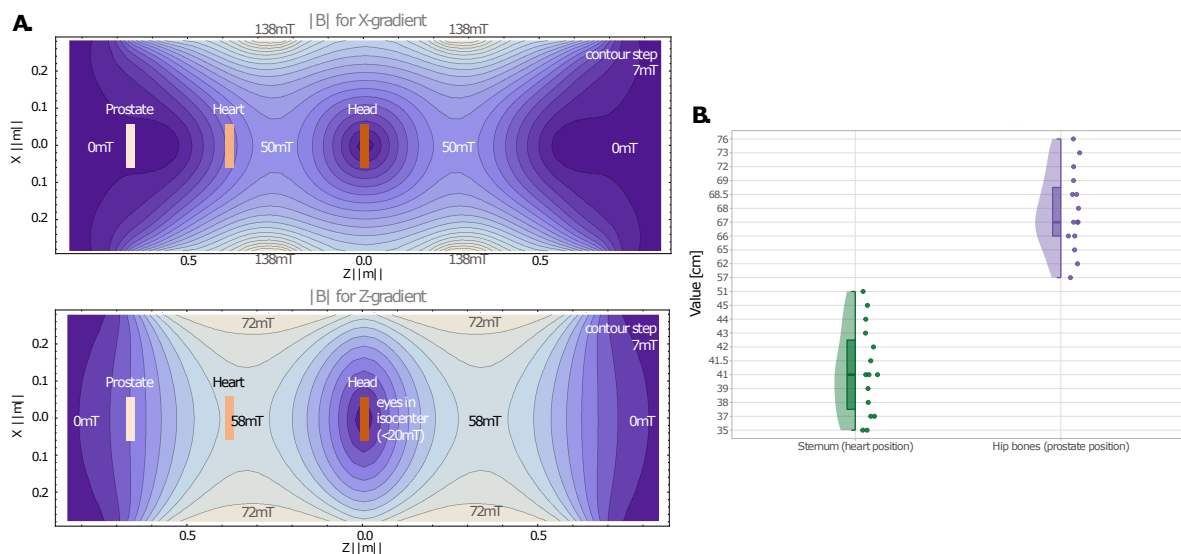 A.
|B| for X-gradient
138mT 138mT
contour step
7mT
0.2
0.1
0.0
0.1
0.2
X ||m||
Prostate Heart Head
0mT 50mT 50mT 0mT
138mT 138mT
0.5 0.0 0.5
Z||m||
|B| for Z-gradient
72mT 72mT
contour step
7mT
0.2
0.1
0.0
0.1
0.2
X ||m||
Prostate Heart Head
0mT 58mT 58mT 0mT
eyes in
isocenter
(<20mT)
72mT 72mT
0.5 0.0 0.5
Z||m||
B.
Value [cm]
76
73
72
69
68.5
68
67
66
65
62
57
51
45
44
43
42
41.5
41
39
38
37
35
Sternum (heart position) Hip bones (prostate position)